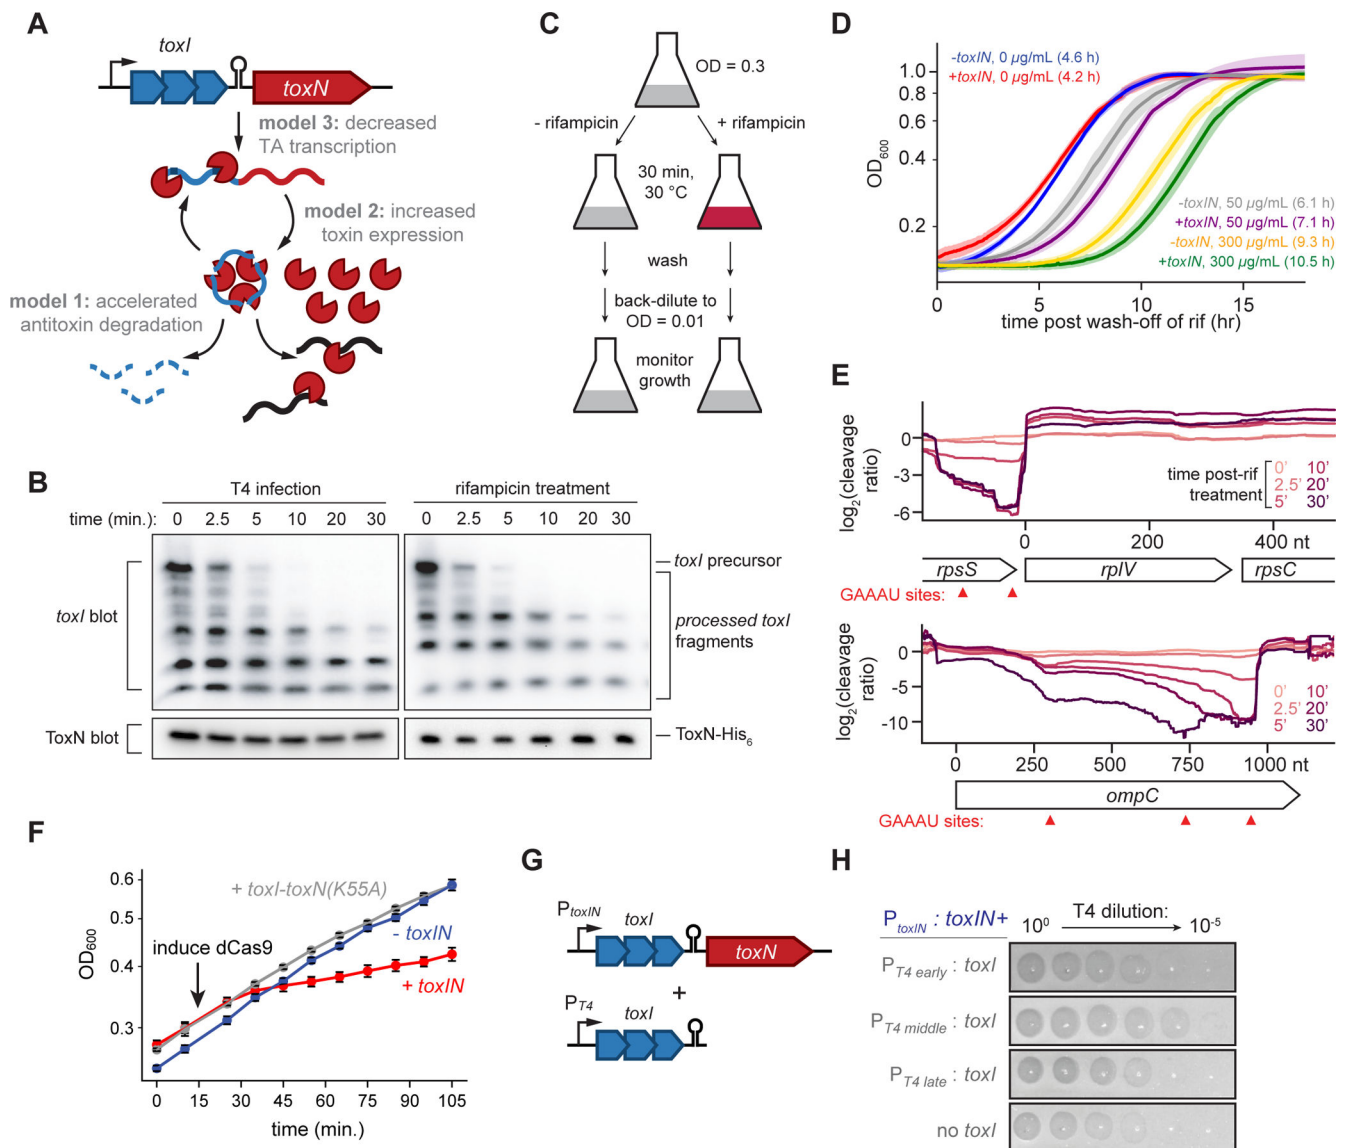 A
toxI
toxN
model 3: decreased
TA transcription
model 2: increased
toxin expression
model 1: accelerated
antitoxin degradation
B
T4 infection
rifampicin treatment
time (min.):
0 2.5 5 10 20 30
0 2.5 5 10 20 30
toxI blot
toxI precursor
processed toxI
fragments
ToxN blot
ToxN-His6
C
OD = 0.3
- rifampicin
+ rifampicin
30 min,
30 °C
wash
back-dilute to
OD = 0.01
monitor
growth
D
-toxIN, 0 µg/mL (4.6 h)
+toxIN, 0 µg/mL (4.2 h)
1.0
0.8
0.6
0.4
0.2
OD600
-toxIN, 50 µg/mL (6.1 h)
+toxIN, 50 µg/mL (7.1 h)
-toxIN, 300 µg/mL (9.3 h)
+toxIN, 300 µg/mL (10.5 h)
0 5 10 15
time post wash-off of rif (hr)
E
log2(cleavage
ratio)
0
-3
-6
time post-rif
treatment
0' 10'
2.5' 20'
5' 30'
0 200 400 nt
rpsS
rplV
rpsC
GAAAU sites:
log2(cleavage
ratio)
0
-5
-10
0' 10'
2.5' 20'
5' 30'
0 250 500 750 1000 nt
ompC
GAAAU sites:
F
OD600
0.6
0.5
0.4
0.3
+ toxI-toxN(K55A)
- toxIN
induce dCas9
+ toxIN
0 15 30 45 60 75 90 105
time (min.)
G
PtoxIN
toxI
toxN
+
PT4
toxI
H
PtoxIN : toxIN+
T4 dilution:
10⁰
10⁻⁵
PT4 early : toxI
PT4 middle : toxI
PT4 late : toxI
no toxI